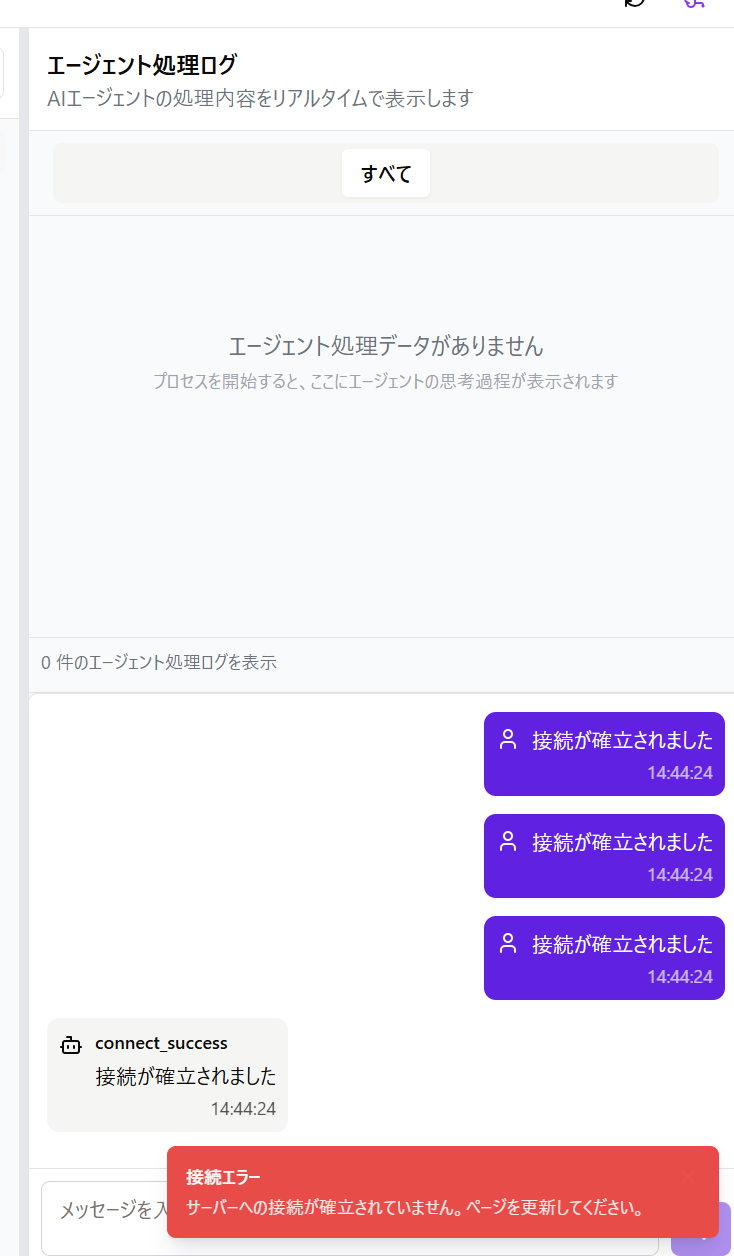 エージェント処理ログ
AIエージェントの処理内容をリアルタイムで表示します
すべて
エージェント処理データがありません
プロセスを開始すると、ここにエージェントの思考過程が表示されます
0 件のエージェント処理ログを表示
接続が確立されました
14:44:24
接続が確立されました
14:44:24
接続が確立されました
14:44:24
connect_success
接続が確立されました
14:44:24
接続エラー
サーバーへの接続が確立されていません。ページを更新してください。
メッセージを入